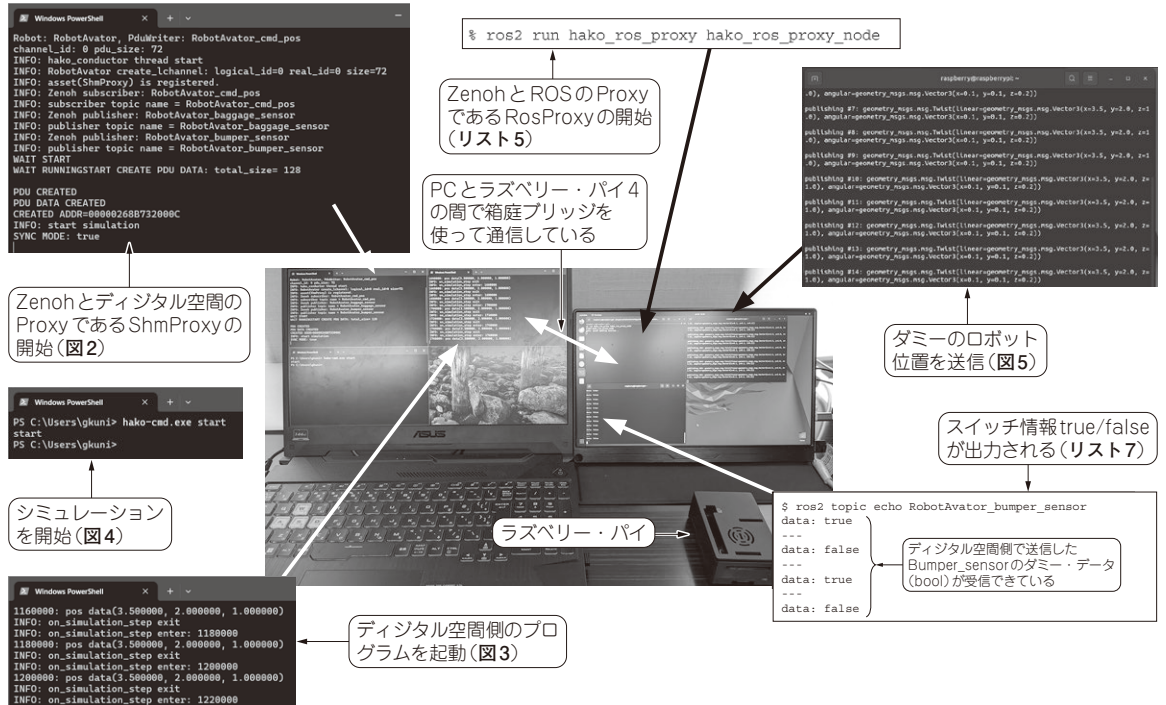 Windows PowerShell
Robot: RobotAvator, PduWriter: RobotAvator_cmd_pos
channel_id: 0 pdu_size: 72
INFO: hako_conductor thread start
INFO: RobotAvator create_lchannel: logical_id=0 real_id=0 size=72
INFO: asset(ShmProxy) is registered.
INFO: Zenoh subscriber: RobotAvator_cmd_pos
INFO: subscriber topic name = RobotAvator_cmd_pos
INFO: Zenoh publisher: RobotAvator_baggage_sensor
INFO: publisher topic name = RobotAvator_baggage_sensor
INFO: Zenoh publisher: RobotAvator_bumper_sensor
INFO: publisher topic name = RobotAvator_bumper_sensor
WAIT START
WAIT RUNNINGSTART CREATE PDU DATA: total_size= 128
PDU CREATED
PDU DATA CREATED
CREATED ADDR=00000268B732000C
INFO: start simulation
SYNC MODE: true
Zenohとディジタル空間の
ProxyであるShmProxyの
開始(図2)
% ros2 run hako_ros_proxy hako_ros_proxy_node
ZenohとROSのProxy
であるRosProxyの開始
(リスト5)
PCとラズベリー・パイ4
の間で箱庭ブリッジを
使って通信している
raspberry@raspberrypi: ~
.0), angular=geometry_msgs.msg.Vector3(x=0.1, y=0.1, z=0.2))
publishing #7: geometry_msgs.msg.Twist(linear=geometry_msgs.msg.Vector3(x=3.5, y=2.0, z=1
.0), angular=geometry_msgs.msg.Vector3(x=0.1, y=0.1, z=0.2))
publishing #8: geometry_msgs.msg.Twist(linear=geometry_msgs.msg.Vector3(x=3.5, y=2.0, z=
1.0), angular=geometry_msgs.msg.Vector3(x=0.1, y=0.1, z=0.2))
publishing #9: geometry_msgs.msg.Twist(linear=geometry_msgs.msg.Vector3(x=3.5, y=2.0, z=
1.0), angular=geometry_msgs.msg.Vector3(x=0.1, y=0.1, z=0.2))
publishing #10: geometry_msgs.msg.Twist(linear=geometry_msgs.msg.Vector3(x=3.5, y=2.0, z=
1.0), angular=geometry_msgs.msg.Vector3(x=0.1, y=0.1, z=0.2))
publishing #11: geometry_msgs.msg.Twist(linear=geometry_msgs.msg.Vector3(x=3.5, y=2.0, z=
1.0), angular=geometry_msgs.msg.Vector3(x=0.1, y=0.1, z=0.2))
publishing #12: geometry_msgs.msg.Twist(linear=geometry_msgs.msg.Vector3(x=3.5, y=2.0, z=
1.0), angular=geometry_msgs.msg.Vector3(x=0.1, y=0.1, z=0.2))
publishing #13: geometry_msgs.msg.Twist(linear=geometry_msgs.msg.Vector3(x=3.5, y=2.0, z=
1.0), angular=geometry_msgs.msg.Vector3(x=0.1, y=0.1, z=0.2))
publishing #14: geometry_msgs.msg.Twist(linear=geometry_msgs.msg.Vector3(x=3.5, y=2.0, z=
1.0), angular=geometry_msgs.msg.Vector3(x=0.1, y=0.1, z=0.2))
ダミーのロボット
位置を送信(図5)
Windows PowerShell
PS C:\Users\gkuni> hako-cmd.exe start
start
PS C:\Users\gkuni>
シミュレーション
を開始(図4)
ASUS
ラズベリー・パイ
スイッチ情報true/false
が出力される(リスト7)
$ ros2 topic echo RobotAvator_bumper_sensor
data: true
---
data: false
---
data: true
---
data: false
ディジタル空間側で送信した
Bumper_sensorのダミー・データ
(bool)が受信できている
Windows PowerShell
1160000: pos data(3.500000, 2.000000, 1.000000)
INFO: on_simulation_step exit
INFO: on_simulation_step enter: 1180000
1180000: pos data(3.500000, 2.000000, 1.000000)
INFO: on_simulation_step exit
INFO: on_simulation_step enter: 1200000
1200000: pos data(3.500000, 2.000000, 1.000000)
INFO: on_simulation_step exit
INFO: on_simulation_step enter: 1220000
ディジタル空間側のプロ
グラムを起動(図3)